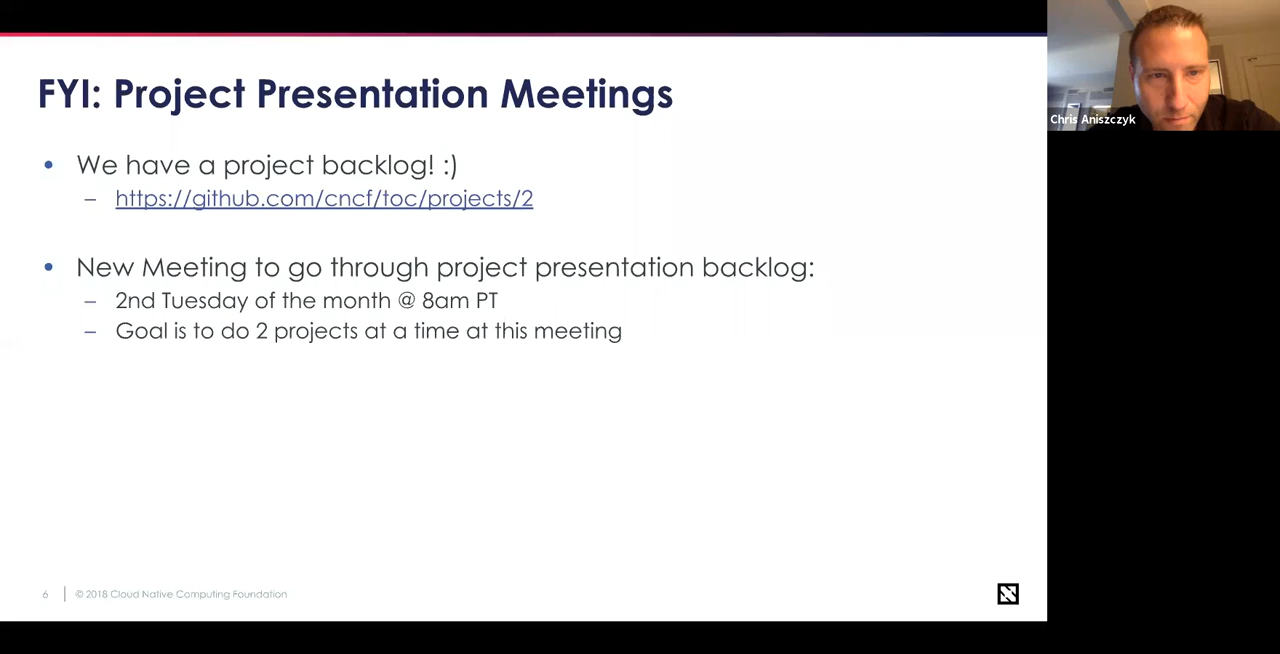 FYI: Project Presentation Meetings
• We have a project backlog! :)
– https://github.com/cncf/toc/projects/2
• New Meeting to go through project presentation backlog:
– 2nd Tuesday of the month @ 8am PT
– Goal is to do 2 projects at a time at this meeting
6 | © 2018 Cloud Native Computing Foundation
Chris Aniszczyk